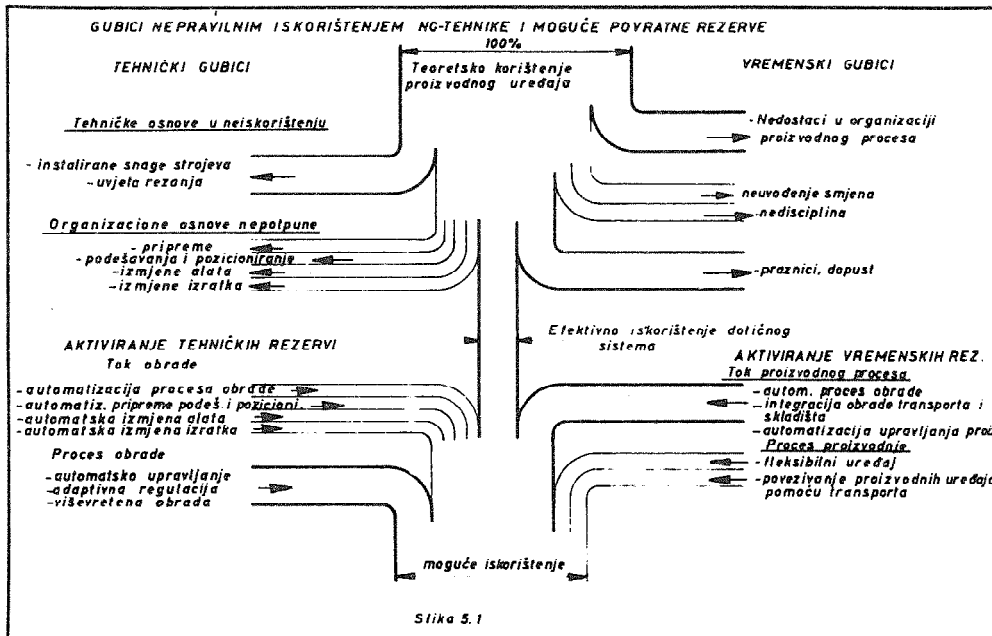 GUBICI NEPRAVILNIM ISKORIŠTENJEM NG-TEHNIKE I MOGUĆE POVRATNE REZERVE
100%
TEHNIČKI GUBICI
Teoretsko korištenje
proizvodnog uređaja
VREMENSKI GUBICI
Tehničke osnove u neiskorištenju
- instalirane snage strojeva
- uvjeta rezanja
- Nedostaci u organizaciji
proizvodnog procesa
neuvođenje smjena
- nedisciplina
- praznici, dopust
Organizacione osnove nepotpune
- pripreme
- podešavanja i pozicioniranje
- izmjene alata
- izmjene izratka
Efektivno iskorištenje dotičnog
sistema
AKTIVIRANJE TEHNIČKIH REZERVI
Tok obrade
- automatizacija procesa obrade
- automatiz. pripreme podeš. i pozicioni.
- automatska izmjena alata
- automatska izmjena izratka
Proces obrade
- automatsko upravljanje
- adaptivna regulacija
- viševretena obrada
AKTIVIRANJE VREMENSKIH REZ.
Tok proizvodnog procesa
- autom. proces obrade
- integracija obrade transporta i
skladišta
- automatizacija upravljanja proi
Proces proizvodnje
- fleksibilni uređaj
- povezivanje proizvodnih uređaja
pomoću transporta
moguće iskorištenje
Slika 5.1